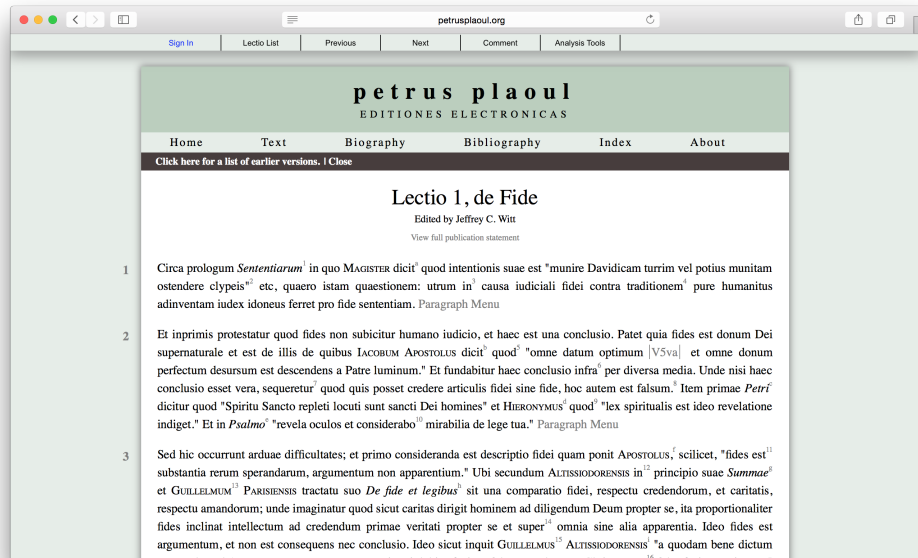 petrusplaoul.org
Sign In
Lectio List
Previous
Next
Comment
Analysis Tools
petrus plaoul
EDITIONES ELECTRONICAS
Home
Text
Biography
Bibliography
Index
About
Click here for a list of earlier versions. | Close
Lectio 1, de Fide
Edited by Jeffrey C. Witt
View full publication statement
1
Circa prologum Sententiarum1 in quo MAGISTER dicita quod intentionis suae est "munire Davidicam turrim vel potius munitam
ostendere clypeis"2 etc, quaero istam quaestionem: utrum in3 causa iudiciali fidei contra traditionem4 pure humanitus
adinventam iudex idoneus ferret pro fide sententiam. Paragraph Menu
2
Et inprimis protestatur quod fides non subicitur humano iudicio, et haec est una conclusio. Patet quia fides est donum Dei
supernaturale et est de illis de quibus IACOBUM APOSTOLUS dicitb quod5 "omne datum optimum |V5va| et omne donum
perfectum desursum est descendens a Patre luminum." Et fundabitur haec conclusio infra6 per diversa media. Unde nisi haec
conclusio esset vera, sequeretur7 quod quis posset credere articulis fidei sine fide, hoc autem est falsum.8 Item primae Petric
dicitur quod "Spiritu Sancto repleti locuti sunt sancti Dei homines" et HIERONYMUSd quod9 "lex spiritualis est ideo revelatione
indiget." Et in Psalmoe "revela oculos et considerabo10 mirabilia de lege tua." Paragraph Menu
3
Sed hic occurrunt arduae difficultates; et primo consideranda est descriptio fidei quam ponit APOSTOLUS,f scilicet, "fides est11
substantia rerum sperandarum, argumentum non apparentium." Ubi secundum ALTISSIODORENSIS in12 principio suae Summaeg
et GUILLELMUM13 PARISIENSIS tractatu suo De fide et legibush sit una comparatio fidei, respectu credendorum, et caritatis,
respectu amandorum; unde imaginatur quod sicut caritas dirigit hominem ad diligendum Deum propter se, ita proportionaliter
fides inclinat intellectum ad credendum primae veritati propter se et super14 omnia sine alia apparentia. Ideo fides est
argumentum, et non est consequens nec conclusio. Ideo sicut inquit GUILLELMUS15 ALTISSIODORENSISi "a quodam bene dictum
16